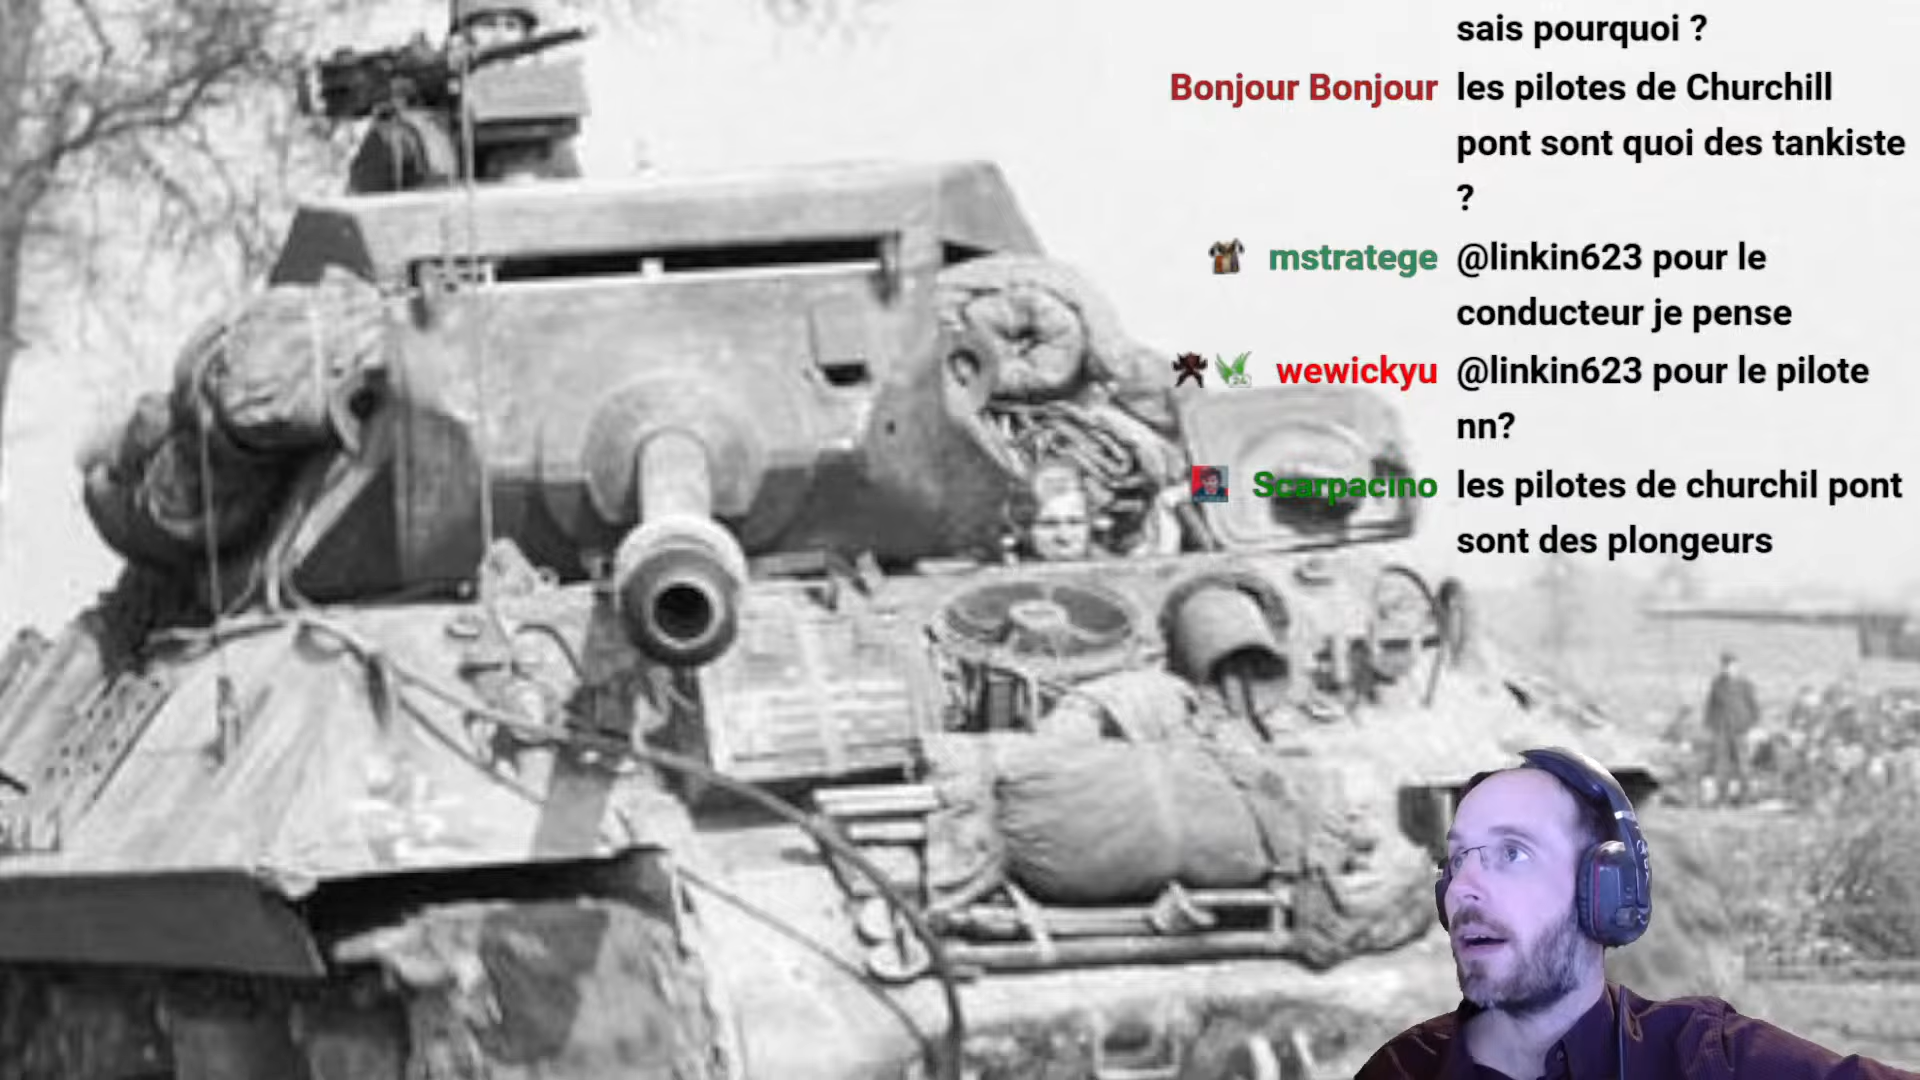 sais pourquoi ?
Bonjour Bonjour les pilotes de Churchill
pont sont quoi des tankiste
?
mstratege @linkin623 pour le
conducteur je pense
wewickyu @linkin623 pour le pilote
nn?
Scarpacino les pilotes de churchil pont
sont des plongeurs